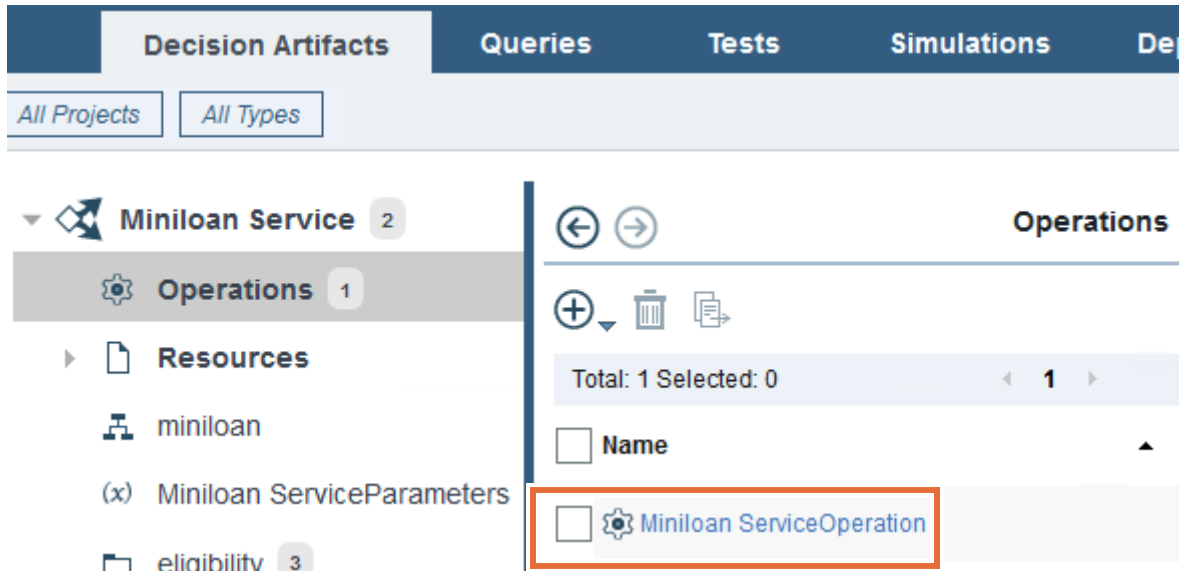 Decision Artifacts Queries Tests Simulations
All Projects All Types
Miniloan Service 2
Operations 1
Resources
miniloan
(x) Miniloan ServiceParameters
eligibility 3
Operations
Total: 1 Selected: 0 1
Name
Miniloan ServiceOperation